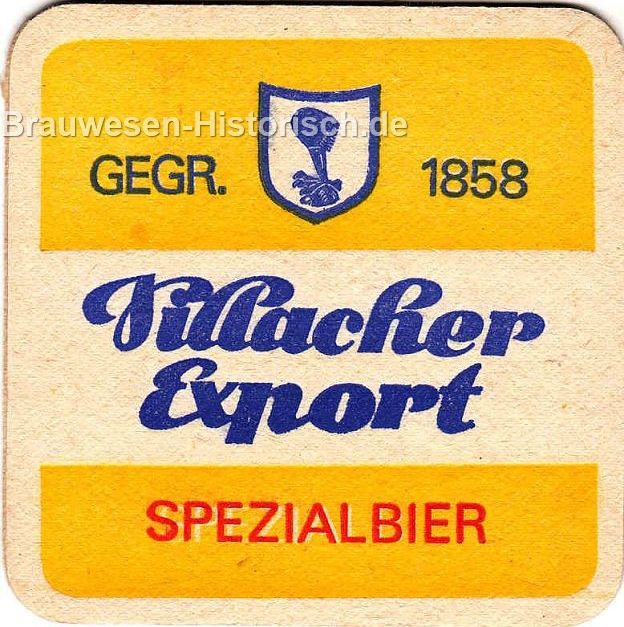 Brauwesen-Historisch.de
GEGR. 1858
Villacher
Export
SPEZIALBIER